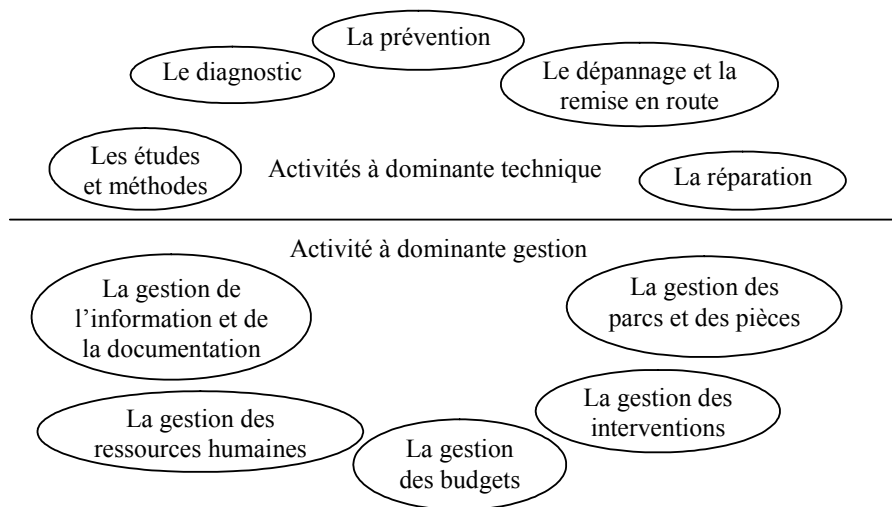 La prévention
Le diagnostic
Le dépannage et la
remise en route
Les études
et méthodes
Activités à dominante technique
La réparation
Activité à dominante gestion
La gestion de
l’information et de
la documentation
La gestion des
parcs et des pièces
La gestion des
ressources humaines
La gestion
des budgets
La gestion des
interventions